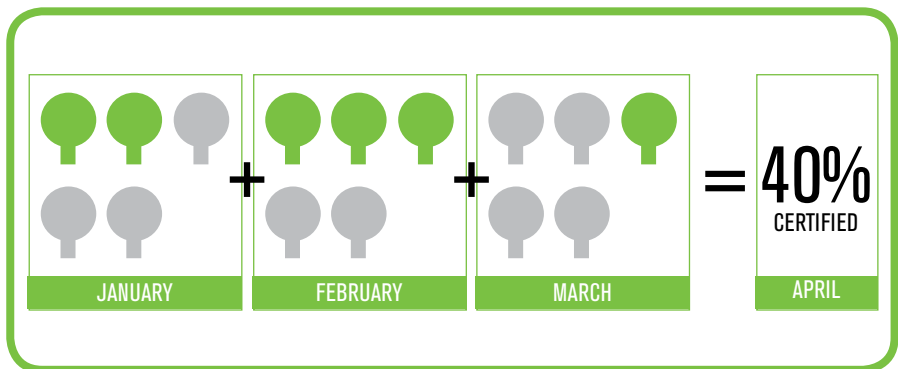 +
+
=
40%
CERTIFIED
JANUARY
FEBRUARY
MARCH
APRIL